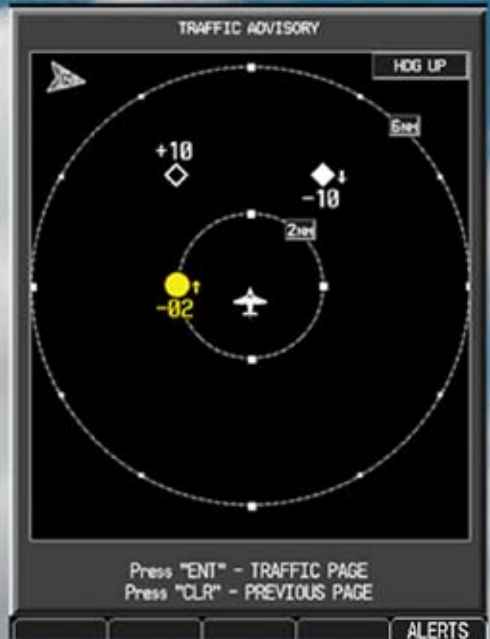 TRAFFIC ADVISORY
HDG UP
6NM
+10
↓
-10
2NM
↑
-02
Press "ENT" - TRAFFIC PAGE
Press "CLR" - PREVIOUS PAGE
ALERTS